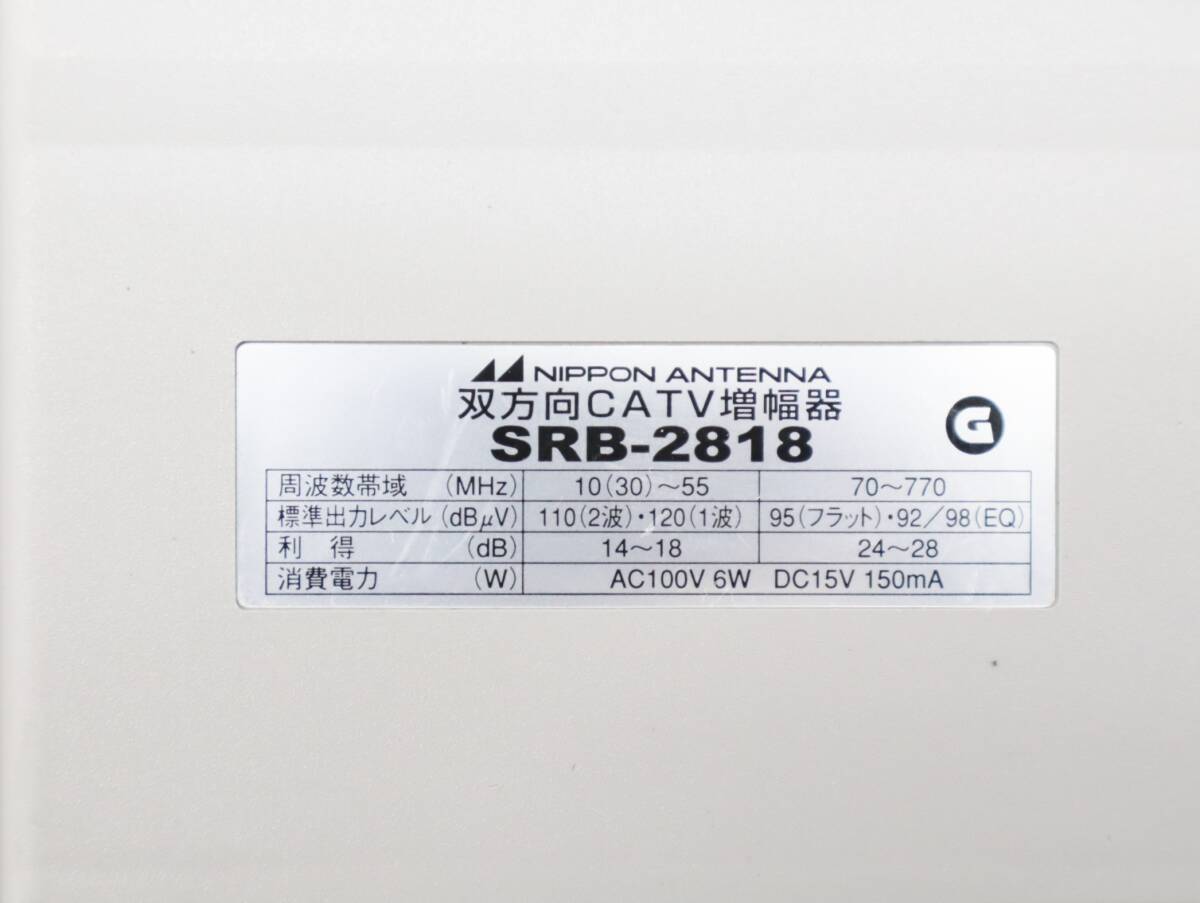 NIPPON ANTENNA
双方向CATV増幅器
G
SRB-2818
周波数帯域 (MHz) 10(30)〜55 70〜770
標準出力レベル(dBμV) 110(2波)・120(1波) 95(フラット)・92/98(EQ)
利 得 (dB) 14〜18 24〜28
消費電力 (W) AC100V 6W DC15V 150mA